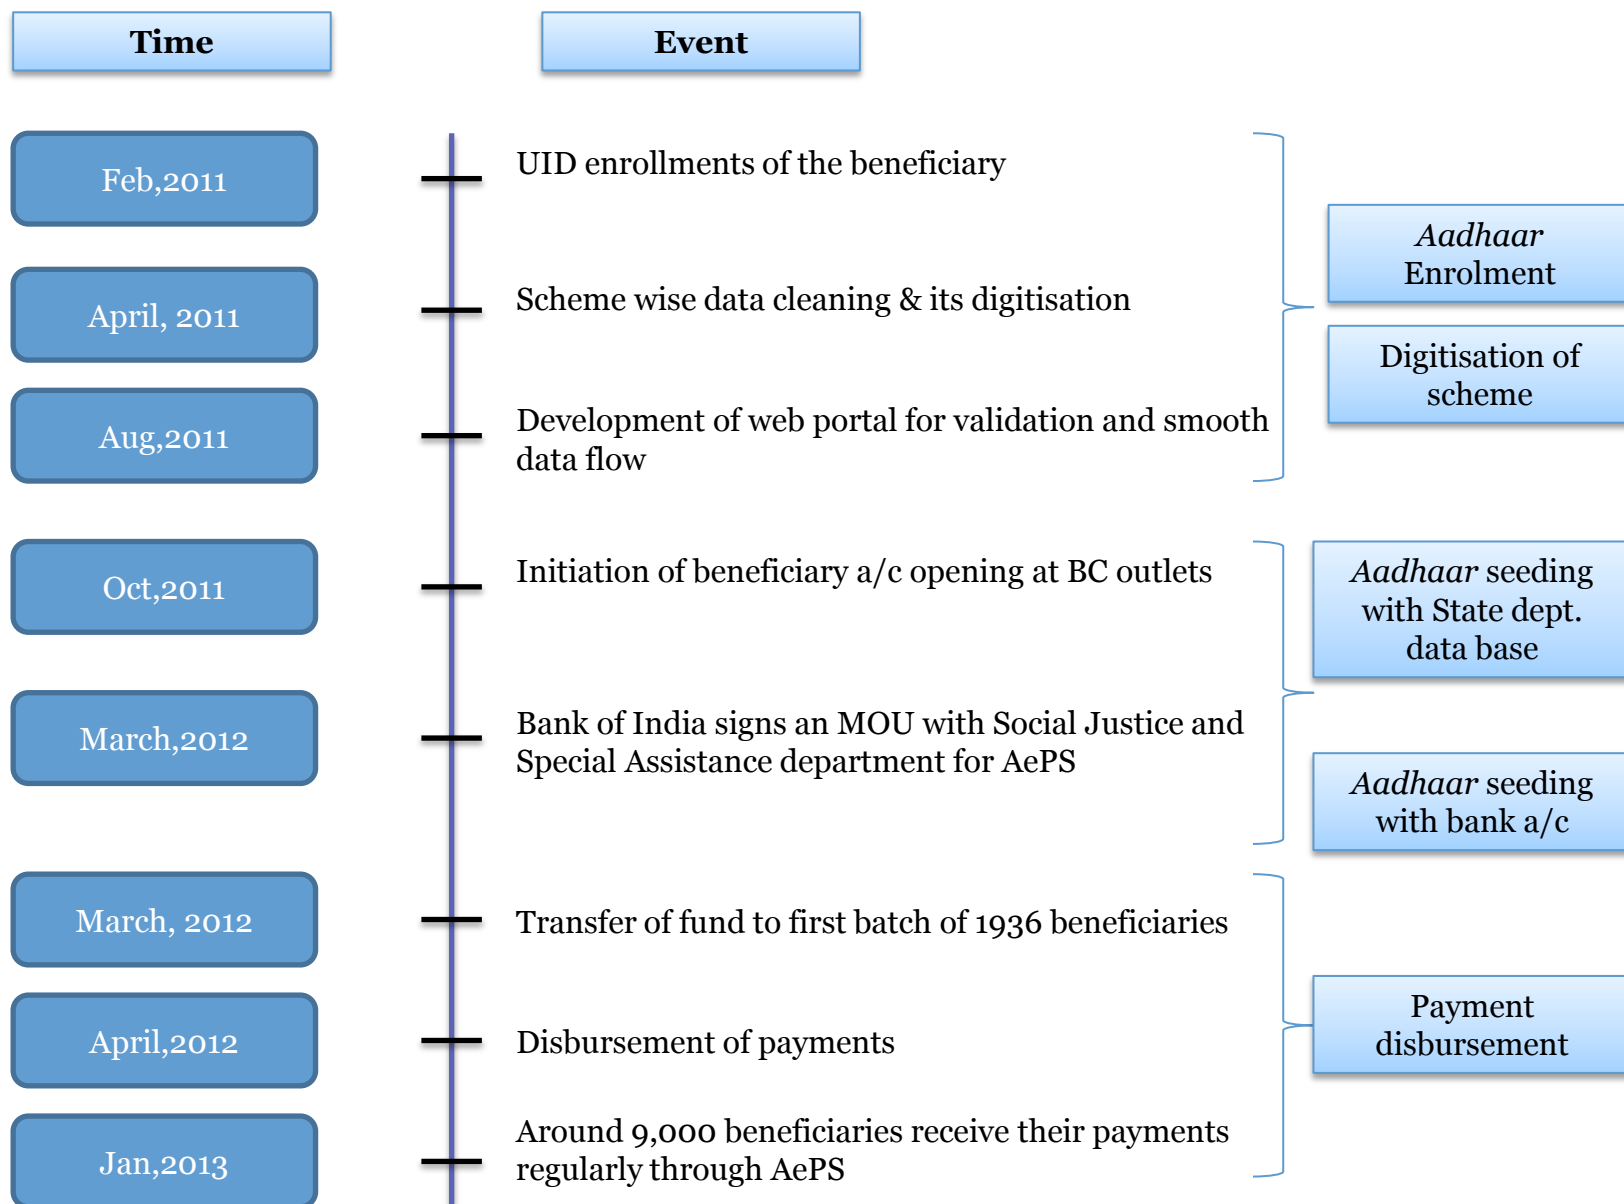 Time
Event
Feb,2011
UID enrollments of the beneficiary
April, 2011
Scheme wise data cleaning & its digitisation
Aug,2011
Development of web portal for validation and smooth
data flow
Aadhaar
Enrolment
Digitisation of
scheme
Oct,2011
Initiation of beneficiary a/c opening at BC outlets
March,2012
Bank of India signs an MOU with Social Justice and
Special Assistance department for AePS
Aadhaar seeding
with State dept.
data base
Aadhaar seeding
with bank a/c
March, 2012
Transfer of fund to first batch of 1936 beneficiaries
April,2012
Disbursement of payments
Jan,2013
Around 9,000 beneficiaries receive their payments
regularly through AePS
Payment
disbursement